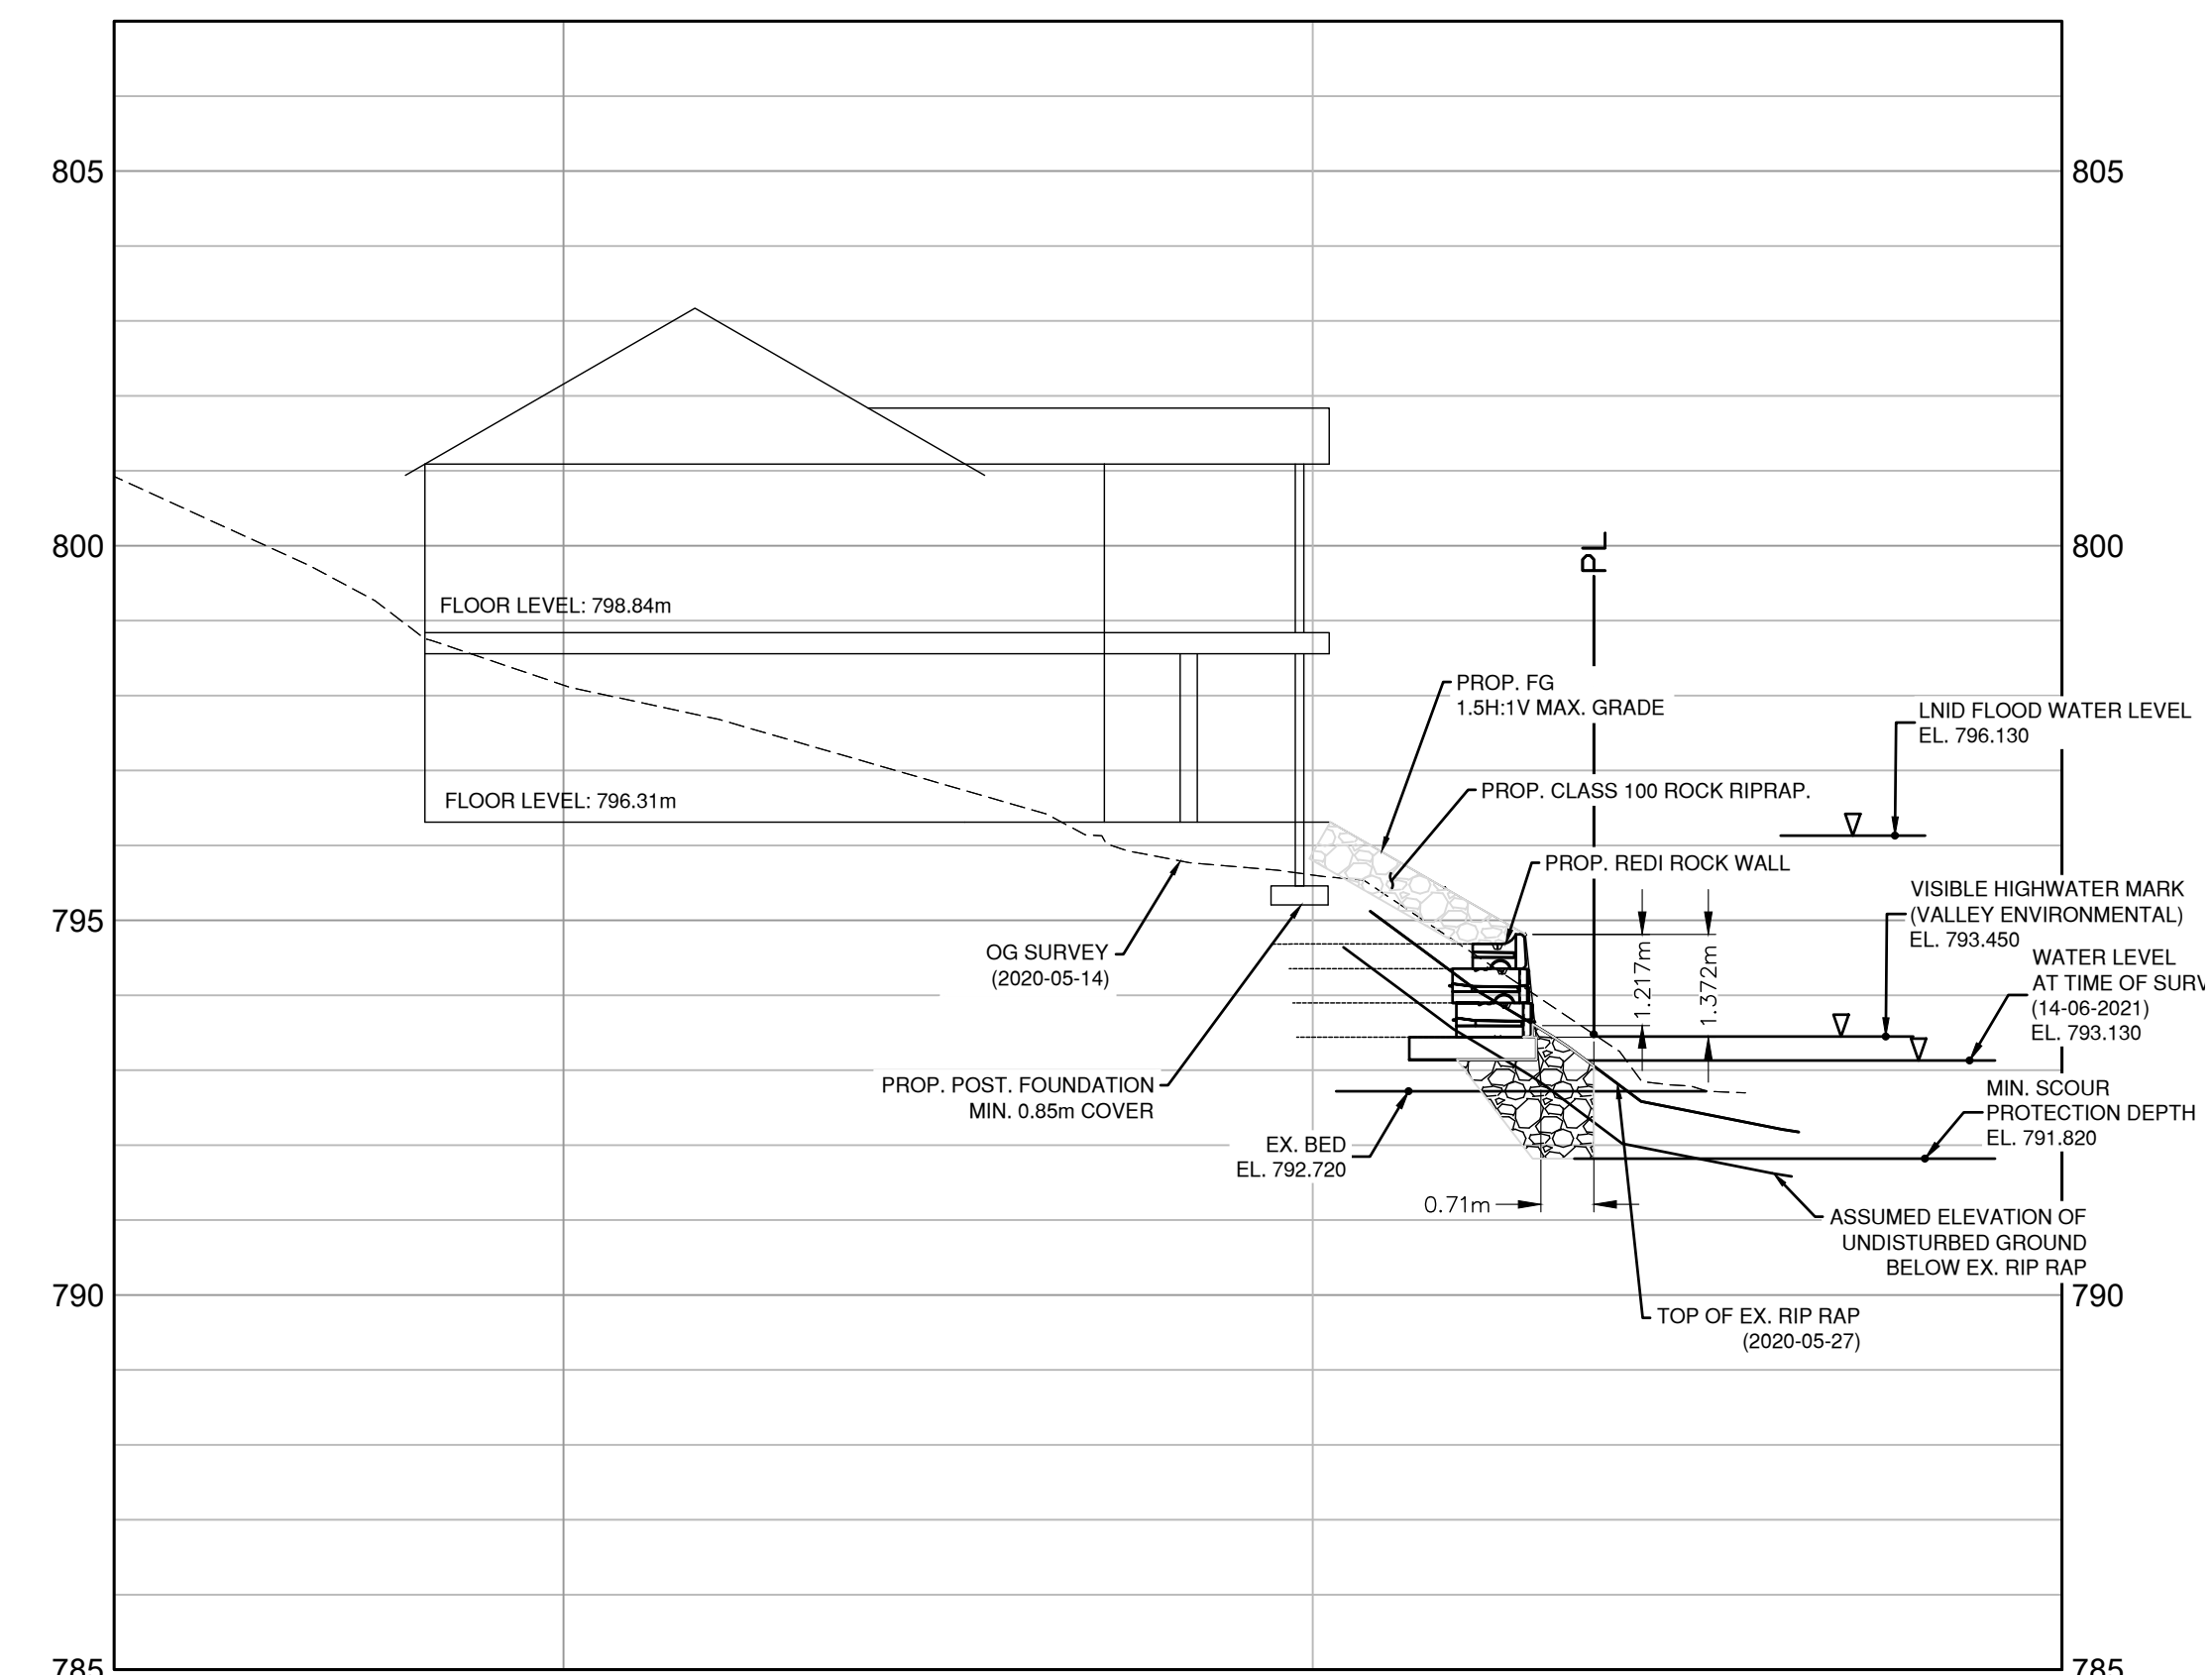 805
805
800
800
PL
FLOOR LEVEL: 798.84m
PROP. FG
1.5H:1V MAX. GRADE
LNID FLOOD WATER LEVEL
EL. 796.130
FLOOR LEVEL: 796.31m
PROP. CLASS 100 ROCK RIPRAP.
PROP. REDI ROCK WALL
VISIBLE HIGHWATER MARK
(VALLEY ENVIRONMENTAL)
EL. 793.450
795
795
OG SURVEY
(2020-05-14)
1.217m
1.372m
WATER LEVEL
AT TIME OF SURV
(14-06-2021)
EL. 793.130
PROP. POST. FOUNDATION
MIN. 0.85m COVER
MIN. SCOUR
PROTECTION DEPTH
EL. 791.820
EX. BED
EL. 792.720
0.71m
ASSUMED ELEVATION OF
UNDISTURBED GROUND
BELOW EX. RIP RAP
790
790
TOP OF EX. RIP RAP
(2020-05-27)
785
785